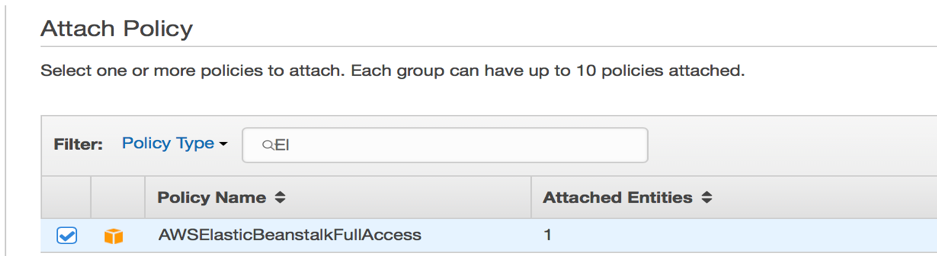 Attach Policy
Select one or more policies to attach. Each group can have up to 10 policies attached.
Filter: Policy Type El
Policy Name Attached Entities
AWSElasticBeanstalkFullAccess 1